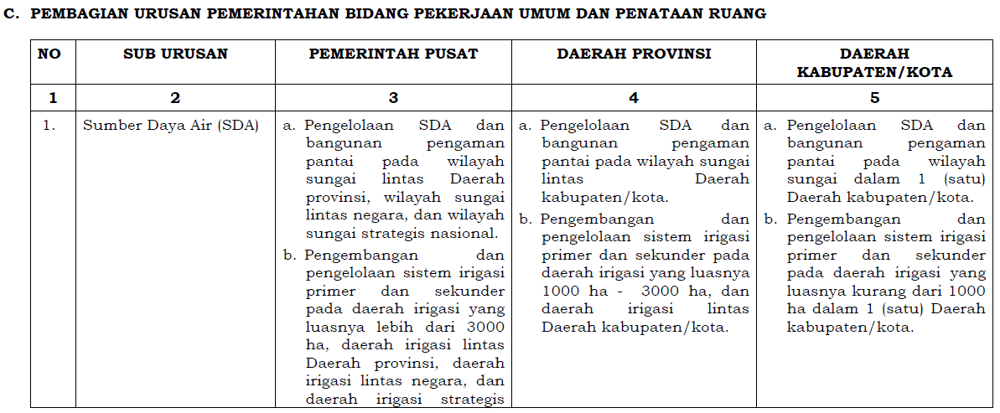 C. PEMBAGIAN URUSAN PEMERINTAHAN BIDANG PEKERJAAN UMUM DAN PENATAAN RUANG
NO
SUB URUSAN
PEMERINTAH PUSAT
DAERAH PROVINSI
DAERAH
KABUPATEN/KOTA
1
2
3
4
5
1.
Sumber Daya Air (SDA)
a. Pengelolaan SDA dan
bangunan pengaman
pantai pada wilayah
sungai lintas Daerah
provinsi, wilayah sungai
lintas negara, dan wilayah
sungai strategis nasional.
b. Pengembangan dan
pengelolaan sistem irigasi
primer dan sekunder
pada daerah irigasi yang
luasnya lebih dari 3000
ha, daerah irigasi lintas
Daerah provinsi, daerah
irigasi lintas negara, dan
daerah irigasi strategis
a. Pengelolaan SDA dan
bangunan pengaman
pantai pada wilayah sungai
lintas Daerah
kabupaten/kota.
b. Pengembangan dan
pengelolaan sistem irigasi
primer dan sekunder pada
daerah irigasi yang luasnya
1000 ha - 3000 ha, dan
daerah irigasi lintas
Daerah kabupaten/kota.
a. Pengelolaan SDA dan
bangunan pengaman
pantai pada wilayah
sungai dalam 1 (satu)
Daerah kabupaten/kota.
b. Pengembangan dan
pengelolaan sistem irigasi
primer dan sekunder
pada daerah irigasi yang
luasnya kurang dari 1000
ha dalam 1 (satu) Daerah
kabupaten/kota.